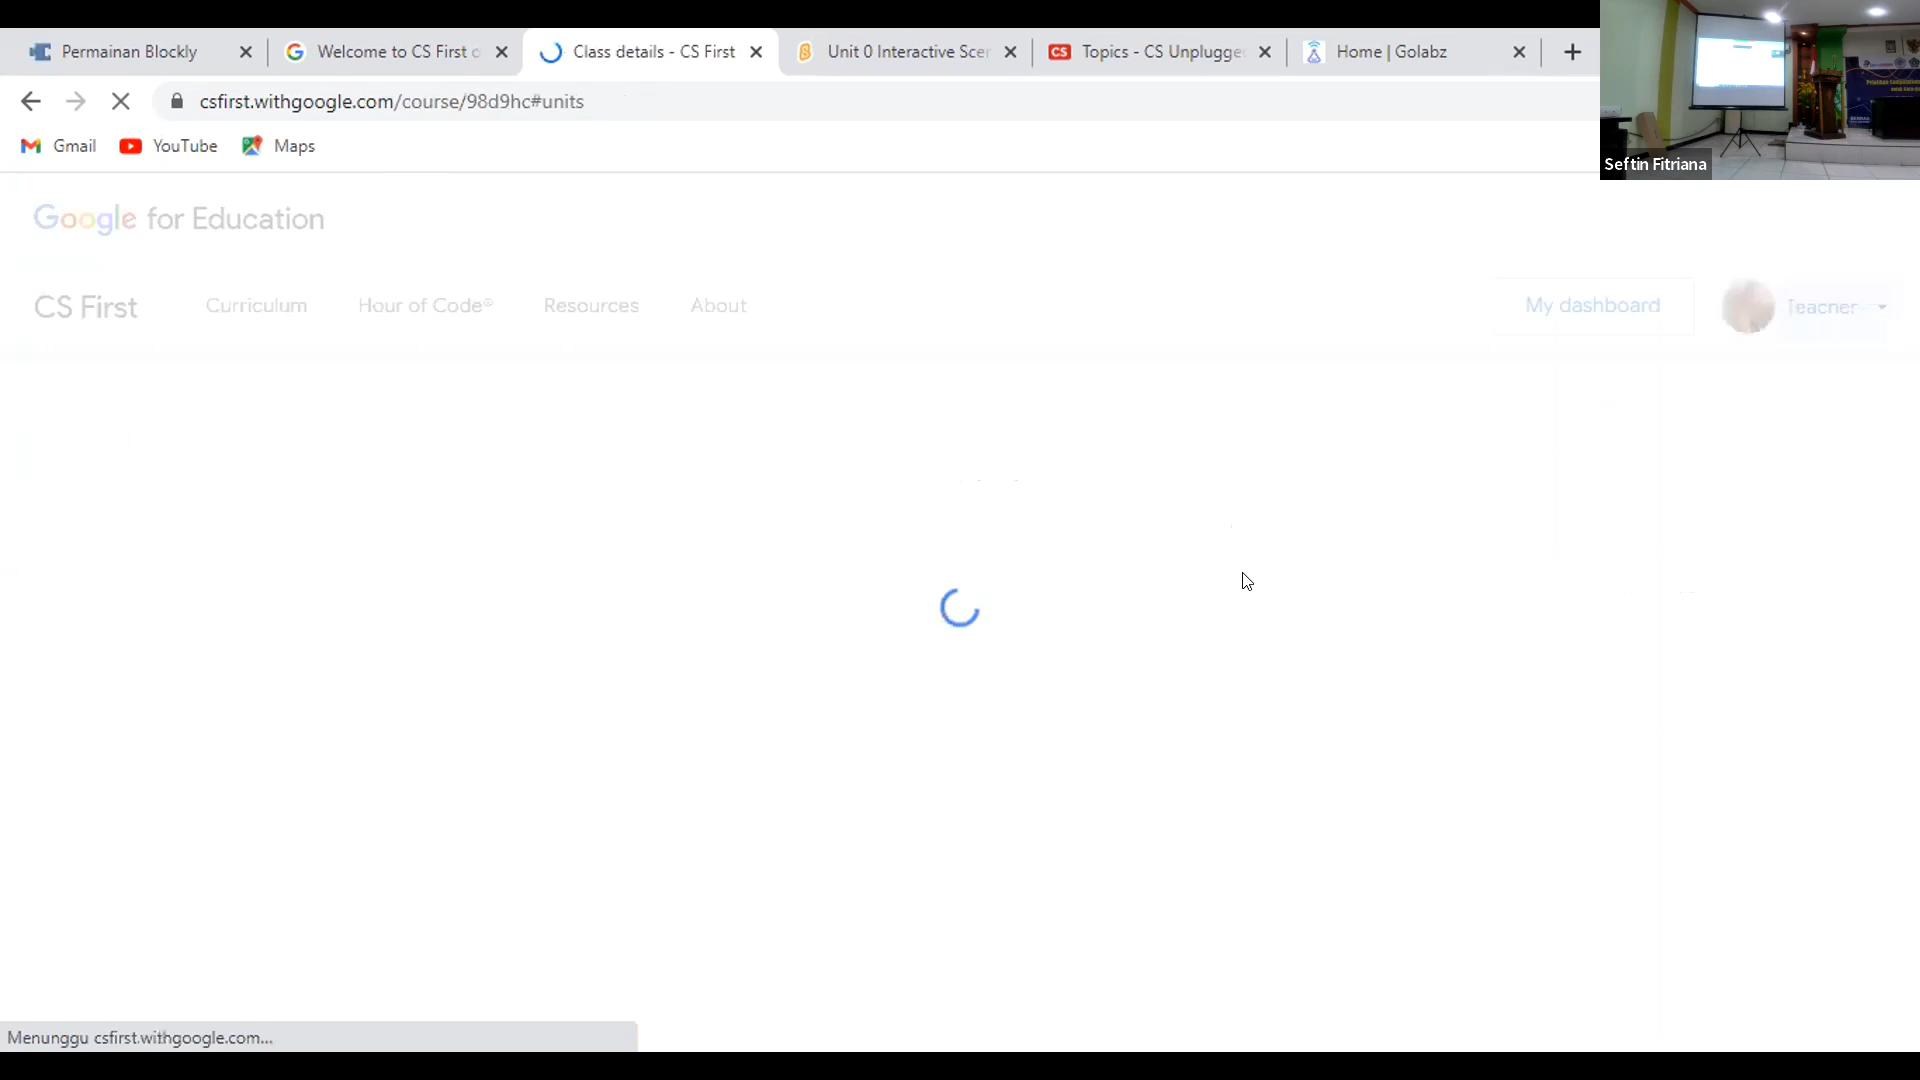 Permainan Blockly
Welcome to CS First o
Class details - CS First
Unit 0 Interactive Scen
CS
Topics - CS Unplugge
Home | Golabz
csfirst.withgoogle.com/course/98d9hc#units
Gmail
YouTube
Maps
Seftin Fitriana
Google for Education
CS First
Curriculum
Hour of Code®
Resources
About
My dashboard
Teacher
Menunggu csfirst.withgoogle.com...